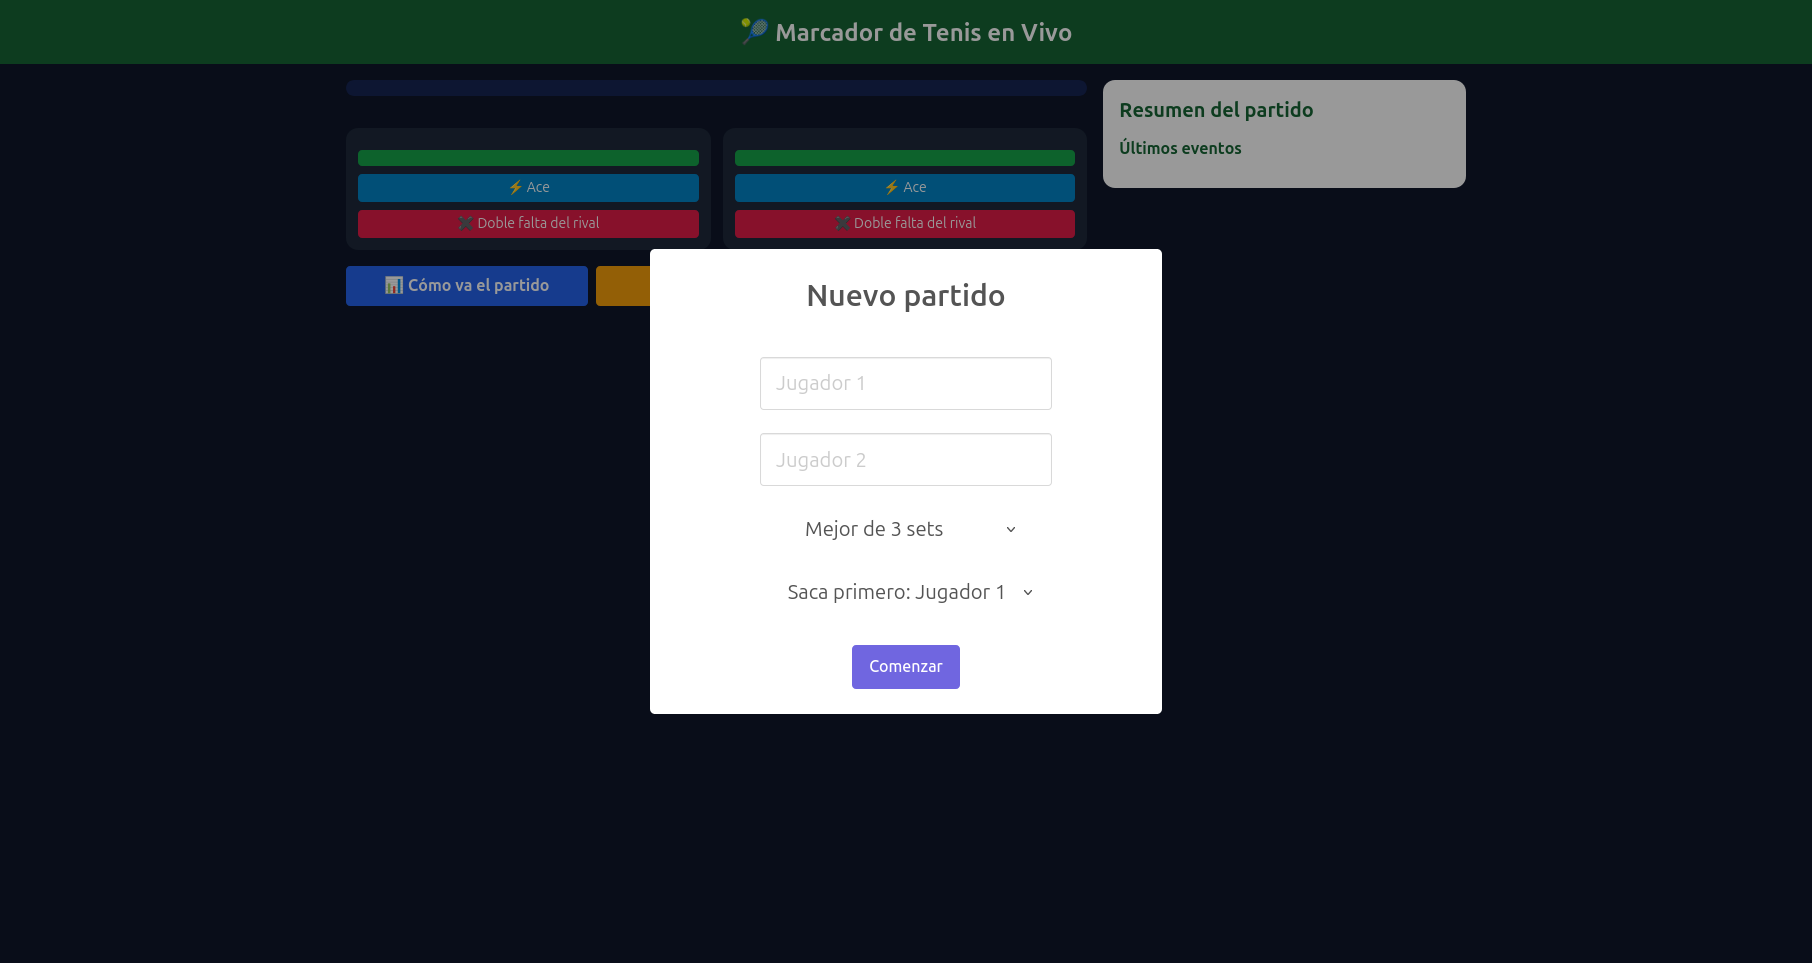 Marcador de Tenis en Vivo
Resumen del partido
Últimos eventos
Ace
Doble falta del rival
Ace
Doble falta del rival
Cómo va el partido
Nuevo partido
Jugador 1
Jugador 2
Mejor de 3 sets
Saca primero: Jugador 1
Comenzar